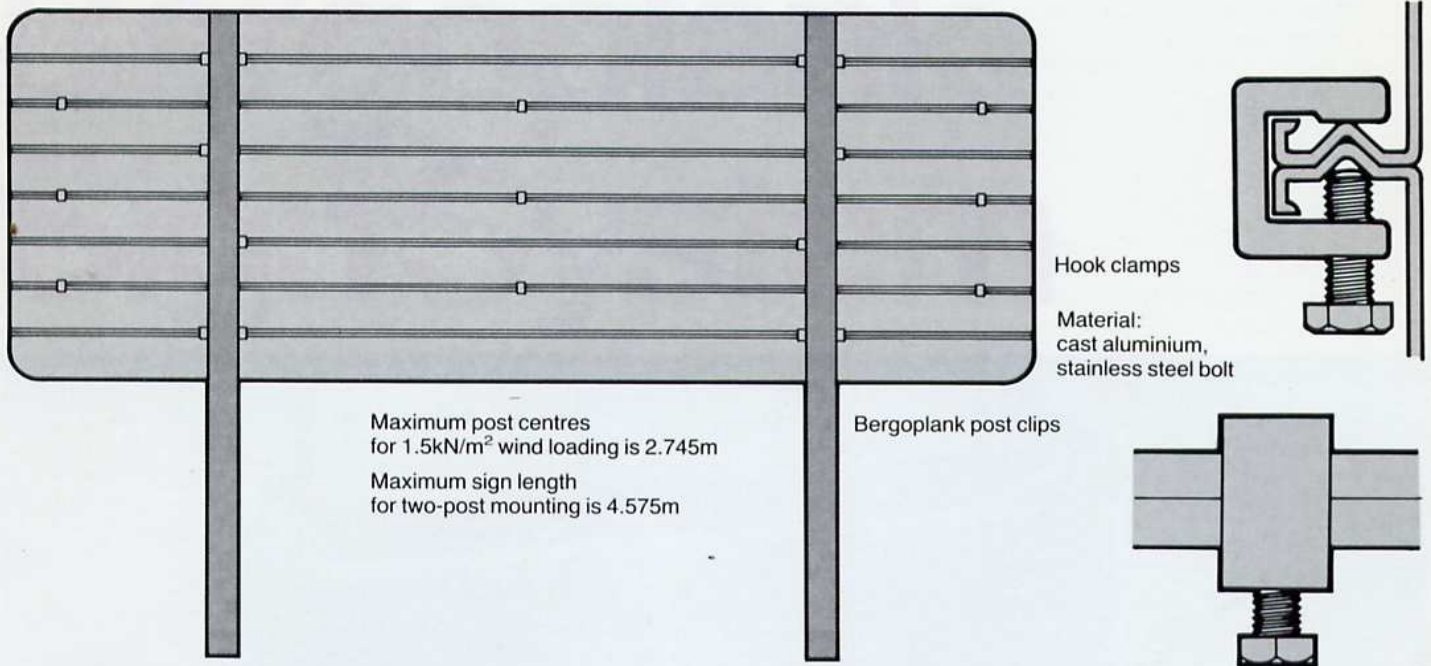 Hook clamps
Material:
cast aluminium,
stainless steel bolt
Maximum post centres
for 1.5kN/m² wind loading is 2.745m
Maximum sign length
for two-post mounting is 4.575m
Bergoplank post clips